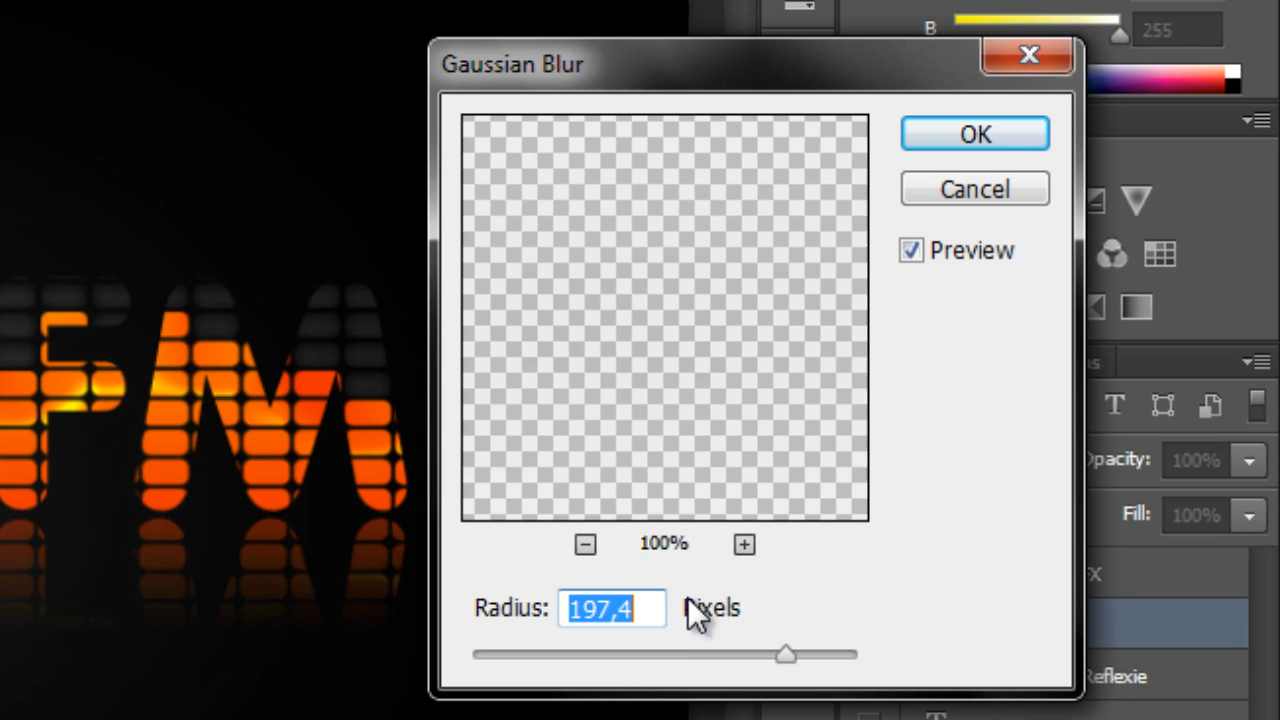 B 255
Gaussian Blur
OK
Cancel
Preview
FM
Opacity: 100%
Fill: 100%
100%
Radius: 197,4 Pixels
Reflexie